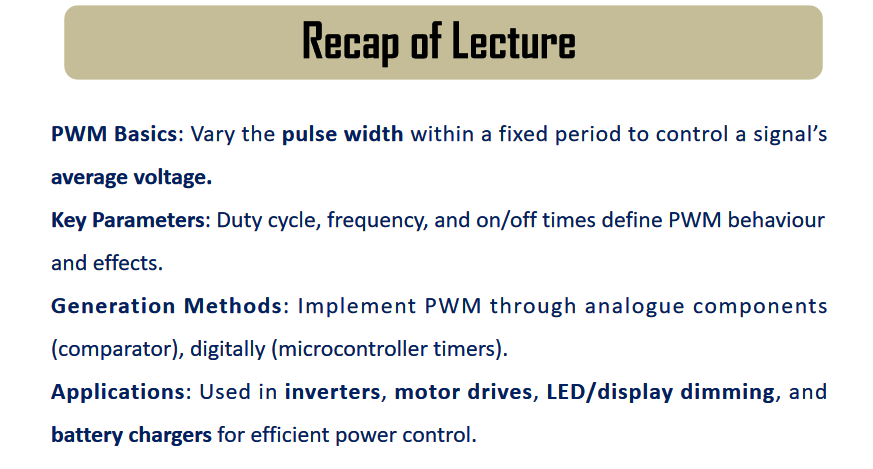 Recap of Lecture
PWM Basics: Vary the pulse width within a fixed period to control a signal’s
average voltage.
Key Parameters: Duty cycle, frequency, and on/off times define PWM behaviour
and effects.
Generation Methods: Implement PWM through analogue components
(comparator), digitally (microcontroller timers).
Applications: Used in inverters, motor drives, LED/display dimming, and
battery chargers for efficient power control.